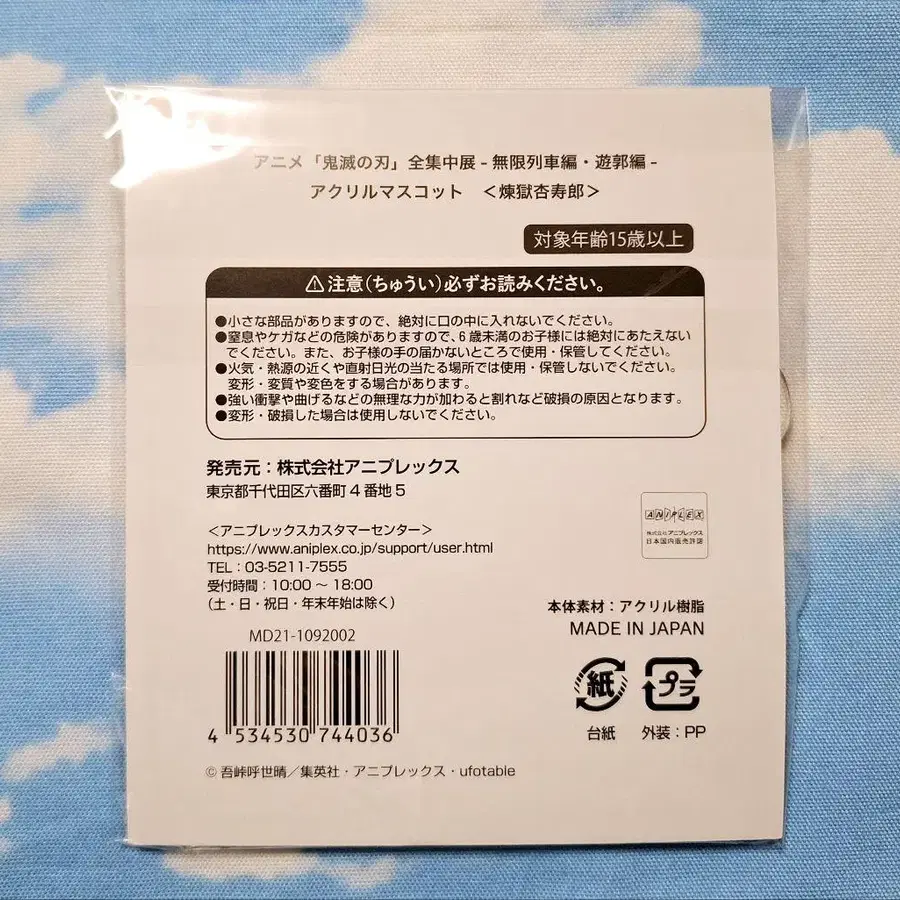 アニメ「鬼滅の刃」全集中展 - 無限列車編・遊郭編 -
アクリルマスコット ＜煉獄杏寿郎＞
対象年齢15歳以上
⚠注意（ちゅうい）必ずお読みください。
●小さな部品がありますので、絶対に口の中に入れないでください。
●窒息やケガなどの危険がありますので、6歳未満のお子様には絶対にあたえない
でください。また、お子様の手の届かないところで使用・保管してください。
●火気・熱源の近くや直射日光の当たる場所では使用・保管しないでください。
変形・変質や変色をする場合があります。
●強い衝撃や曲げるなどの無理な力が加わると割れなど破損の原因となります。
●変形・破損した場合は使用しないでください。
発売元：株式会社アニプレックス
東京都千代田区六番町4番地5
＜アニプレックスカスタマーセンター＞
https://www.aniplex.co.jp/support/user.html
TEL：03-5211-7555
受付時間：10:00～18:00
（土・日・祝日・年末年始は除く）
ANIPLEX
株式会社アニプレックス
日本国内販売許諾
本体素材：アクリル樹脂
MADE IN JAPAN
MD21-1092002
4 534530 744036
紙
プラ
台紙
外装：PP
© 吾峠呼世晴／集英社・アニプレックス・ufotable